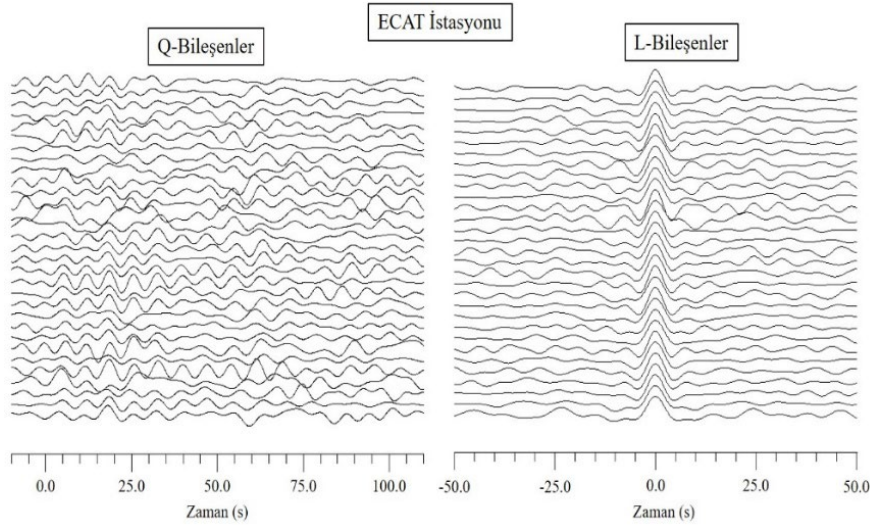 ECAT İstasyonu
Q-Bileşenler
L-Bileşenler
0.0 25.0 50.0 75.0 100.0
Zaman (s)
-50.0 -25.0 0.0 25.0 50.0
Zaman (s)